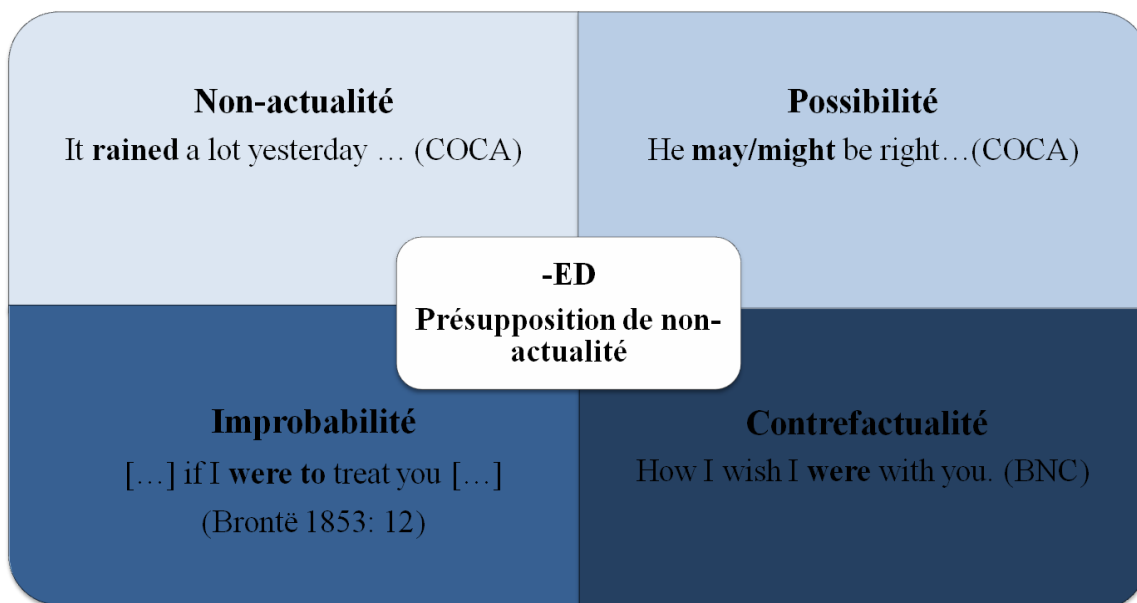 Non-actualité
It rained a lot yesterday … (COCA)
Possibilité
He may/might be right…(COCA)
-ED
Présupposition de non-
actualité
Improbabilité
[…] if I were to treat you […]
(Brontë 1853: 12)
Contrefactualité
How I wish I were with you. (BNC)